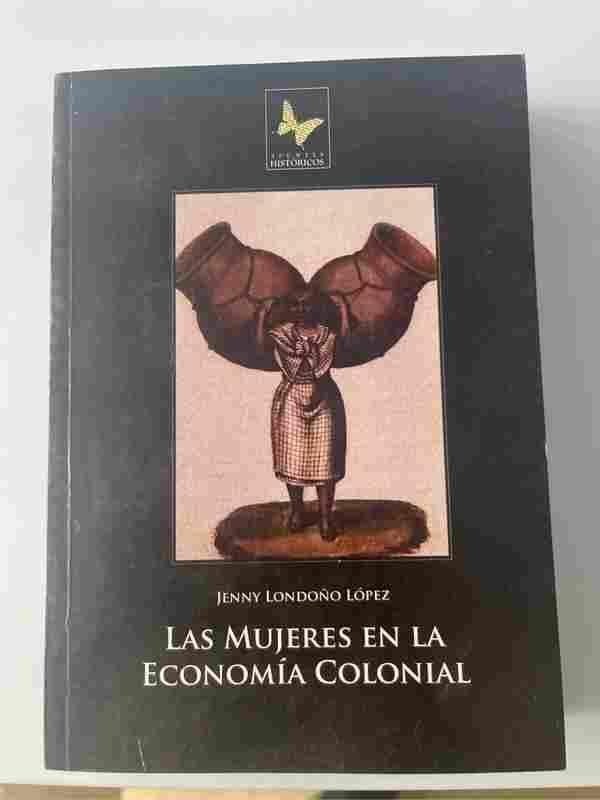 HISTÓRICOS
JENNY LONDOÑO LÓPEZ
LAS MUJERES EN LA
ECONOMÍA COLONIAL